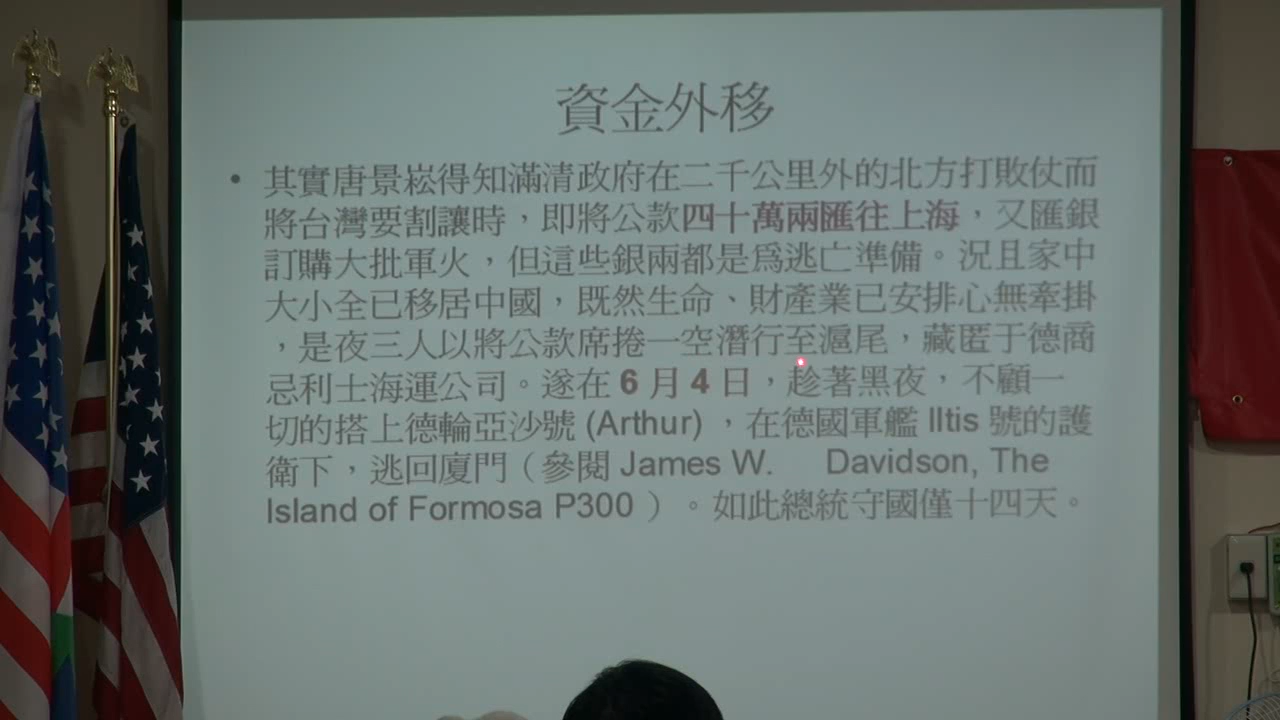 資金外移
• 其實唐景崧得知滿清政府在二千公里外的北方打敗仗而
將台灣要割讓時，即將公款四十萬兩匯往上海，又匯銀
訂購大批軍火，但這些銀兩都是為逃亡準備。況且家中
大小全已移居中國，既然生命、財產業已安排心無牽掛
，是夜三人以將公款席捲一空潛行至滬尾，藏匿于德商
忌利士海運公司。遂在 6 月 4 日，趁著黑夜，不顧一
切的搭上德輪亞沙號 (Arthur) ，在德國軍艦 Iltis 號的護
衛下，逃回廈門（參閱 James W. Davidson, The
Island of Formosa P300 ）。如此總統守國僅十四天。